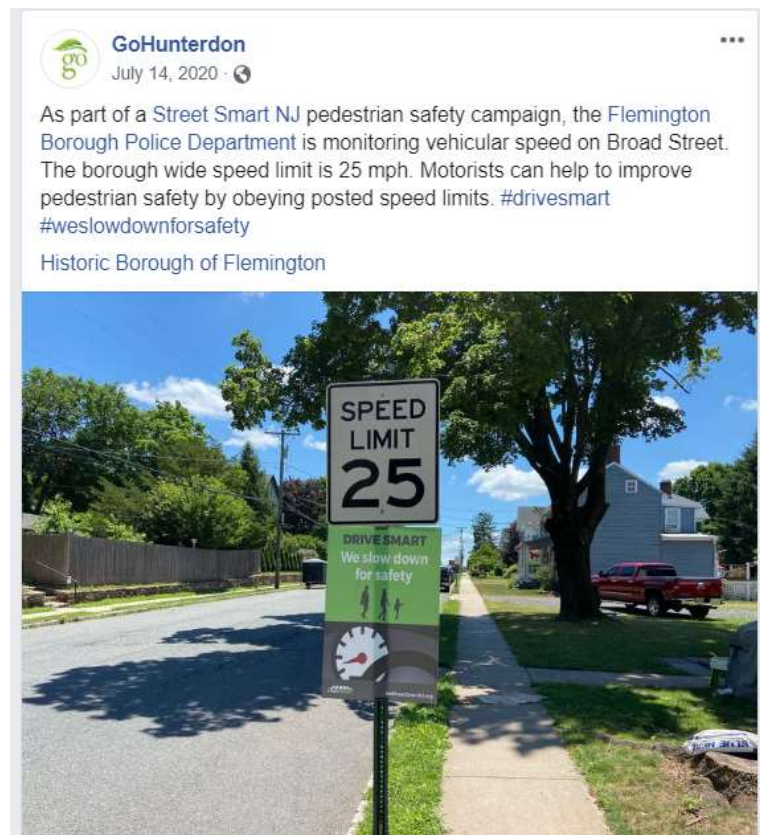 go
GoHunterdon
July 14, 2020 ·
As part of a Street Smart NJ pedestrian safety campaign, the Flemington
Borough Police Department is monitoring vehicular speed on Broad Street.
The borough wide speed limit is 25 mph. Motorists can help to improve
pedestrian safety by obeying posted speed limits. #drivesmart
#weslowdownforsafety
Historic Borough of Flemington
SPEED
LIMIT
25
DRIVE SMART
We slow down
for safety